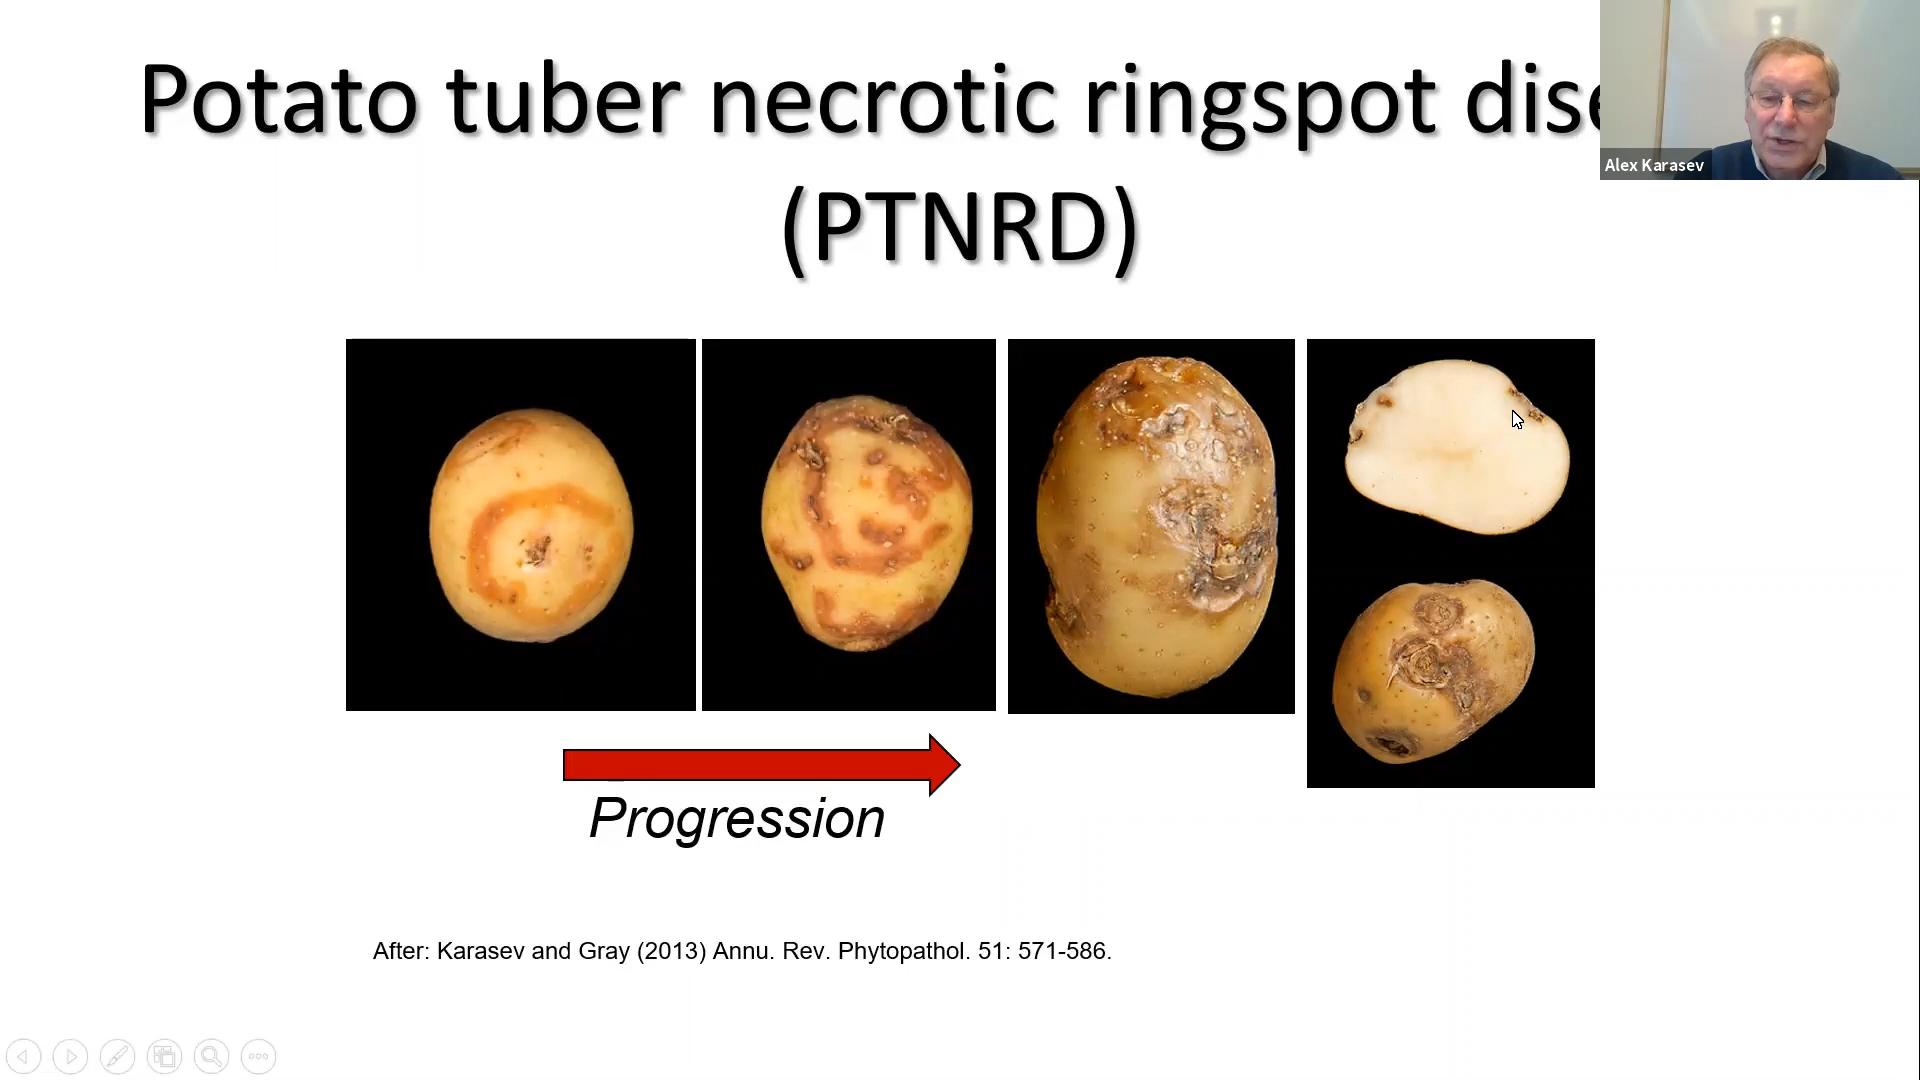 Potato tuber necrotic ringspot dise
(PTNRD)
Alex Karasev
Progression
After: Karasev and Gray (2013) Annu. Rev. Phytopathol. 51: 571-586.